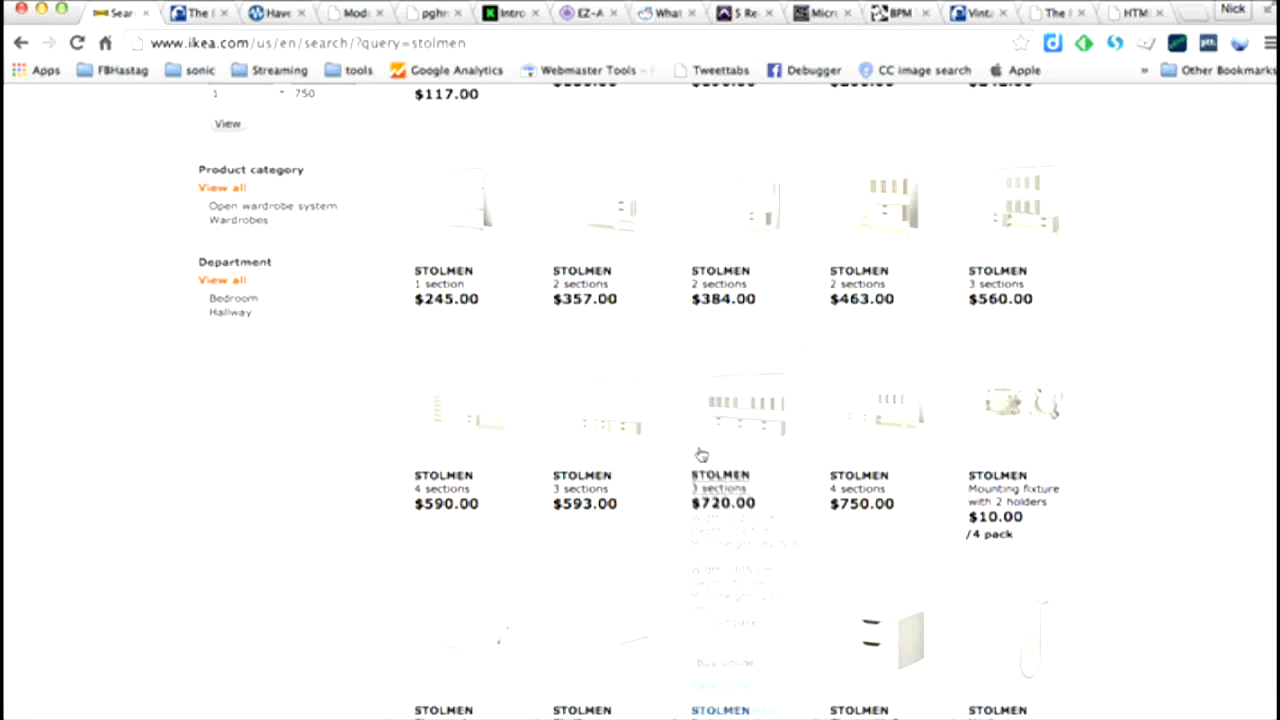 Sear
The I
Have
Mod
pghr
Intro
EZ-A
What
S Re
Micr
BPM
Vint
The I
HTM
Nick
www.ikea.com/us/en/search/?query=stolmen
Apps
FBHastag
sonic
Streaming
tools
Google Analytics
Webmaster Tools -
Tweettabs
Debugger
CC image search
Apple
»
Other Bookmarks
1 - 750
$117.00
View
Product category
View all
Open wardrobe system
Wardrobes
Department
View all
Bedroom
Hallway
STOLMEN
1 section
$245.00
STOLMEN
2 sections
$357.00
STOLMEN
2 sections
$384.00
STOLMEN
2 sections
$463.00
STOLMEN
3 sections
$560.00
STOLMEN
4 sections
$590.00
STOLMEN
3 sections
$593.00
STOLMEN
3 sections
$720.00
STOLMEN
4 sections
$750.00
STOLMEN
Mounting fixture
with 2 holders
$10.00
/4 pack
Buy online
STOLMEN
STOLMEN
STOLMEN
STOLMEN
STOLMEN